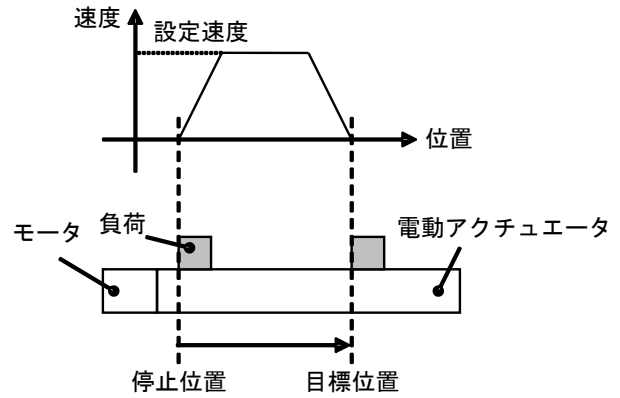 速度
設定速度
位置
モータ
負荷
電動アクチュエータ
停止位置
目標位置